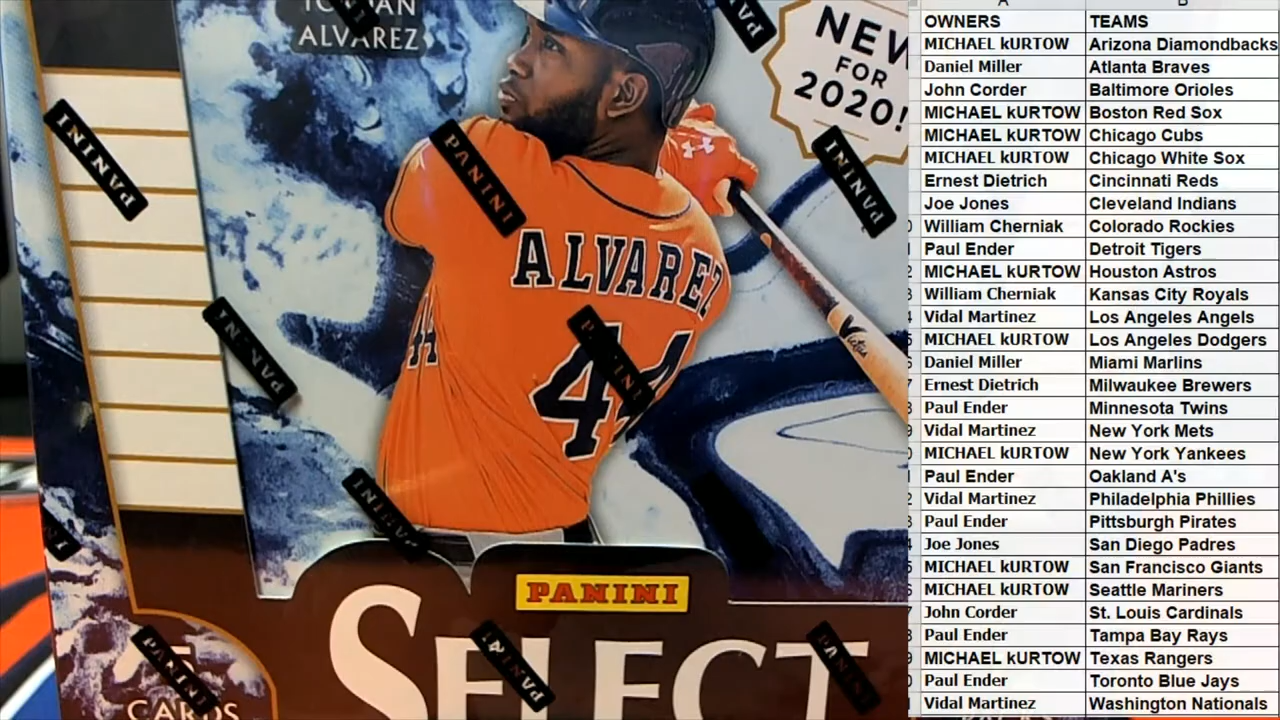 YORDAN
ALVAREZ
NEW
FOR
2020!
PANINI
PANINI
PANINI
PANINI
ALVAREZ
44
44
PANINI
PANINI
PANINI
PANINI
SELECT
PANINI
PANINI
PANINI
CARDS
A B
OWNERS TEAMS
MICHAEL kURTOW Arizona Diamondbacks
Daniel Miller Atlanta Braves
John Corder Baltimore Orioles
MICHAEL kURTOW Boston Red Sox
MICHAEL kURTOW Chicago Cubs
MICHAEL kURTOW Chicago White Sox
Ernest Dietrich Cincinnati Reds
Joe Jones Cleveland Indians
William Cherniak Colorado Rockies
Paul Ender Detroit Tigers
MICHAEL kURTOW Houston Astros
William Cherniak Kansas City Royals
Vidal Martinez Los Angeles Angels
MICHAEL kURTOW Los Angeles Dodgers
Daniel Miller Miami Marlins
Ernest Dietrich Milwaukee Brewers
Paul Ender Minnesota Twins
Vidal Martinez New York Mets
MICHAEL kURTOW New York Yankees
Paul Ender Oakland A's
Vidal Martinez Philadelphia Phillies
Paul Ender Pittsburgh Pirates
Joe Jones San Diego Padres
MICHAEL kURTOW San Francisco Giants
MICHAEL kURTOW Seattle Mariners
John Corder St. Louis Cardinals
Paul Ender Tampa Bay Rays
MICHAEL kURTOW Texas Rangers
Paul Ender Toronto Blue Jays
Vidal Martinez Washington Nationals